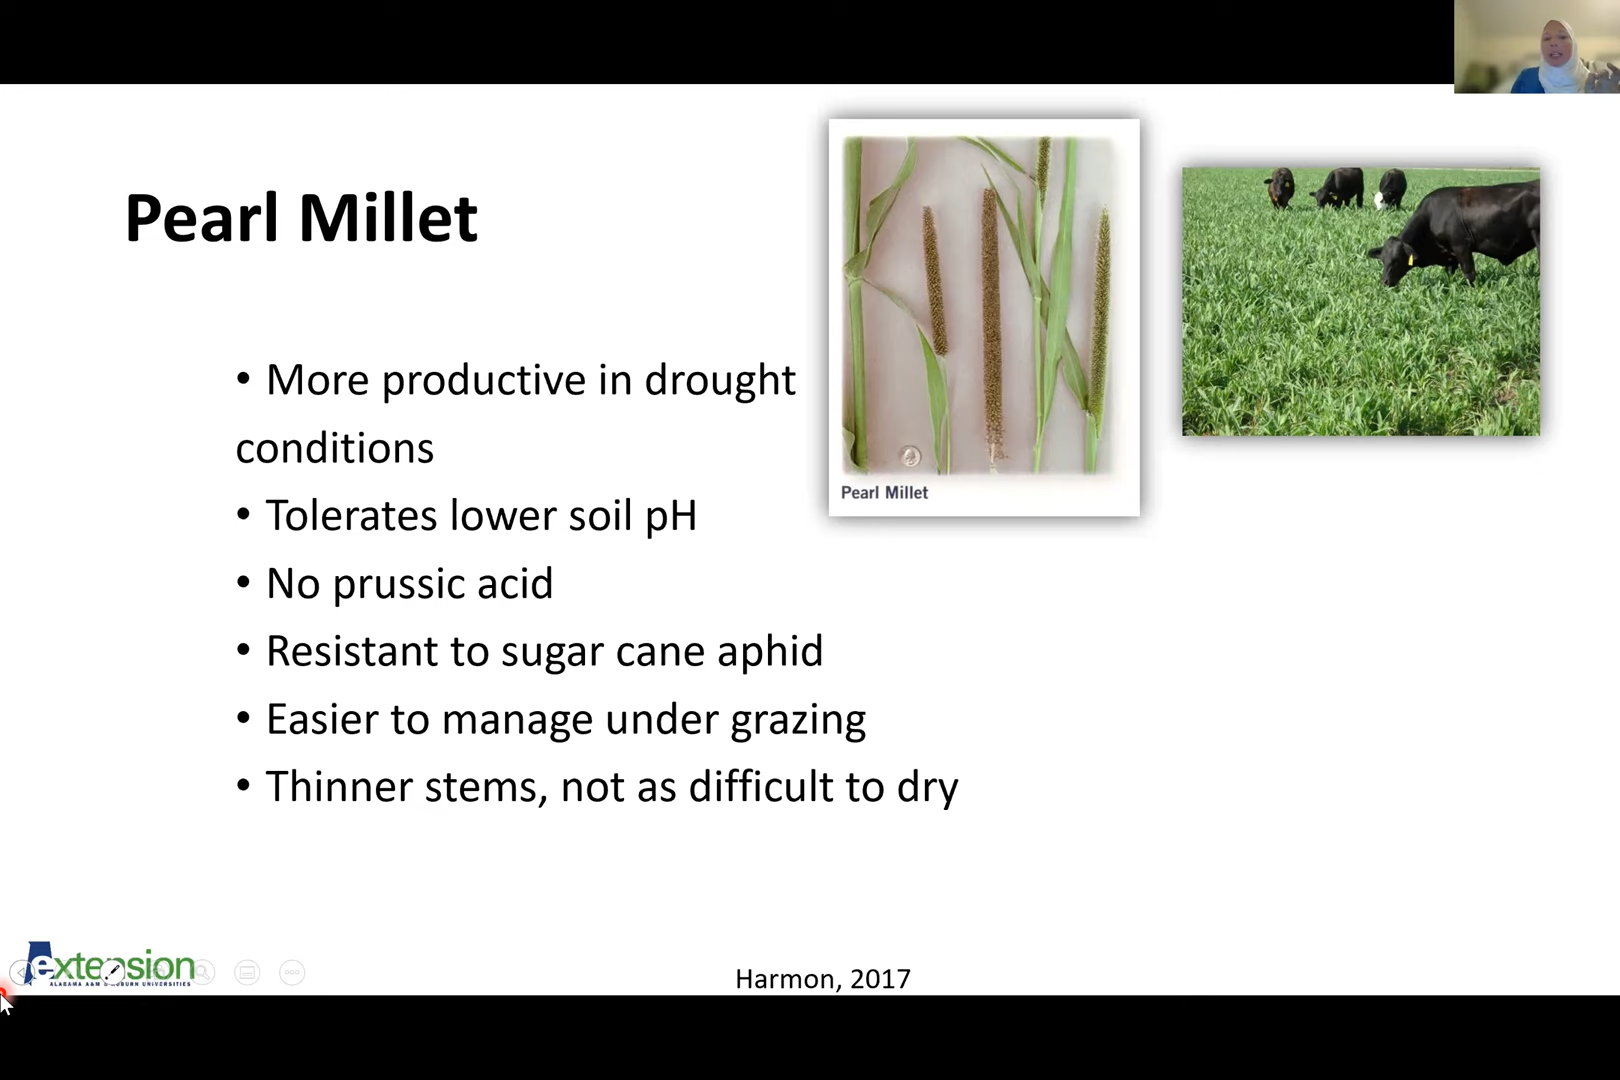 Pearl Millet
• More productive in drought
conditions
• Tolerates lower soil pH
• No prussic acid
• Resistant to sugar cane aphid
• Easier to manage under grazing
• Thinner stems, not as difficult to dry
Pearl Millet
extension
ALABAMA A&M & AUBURN UNIVERSITIES
Harmon, 2017